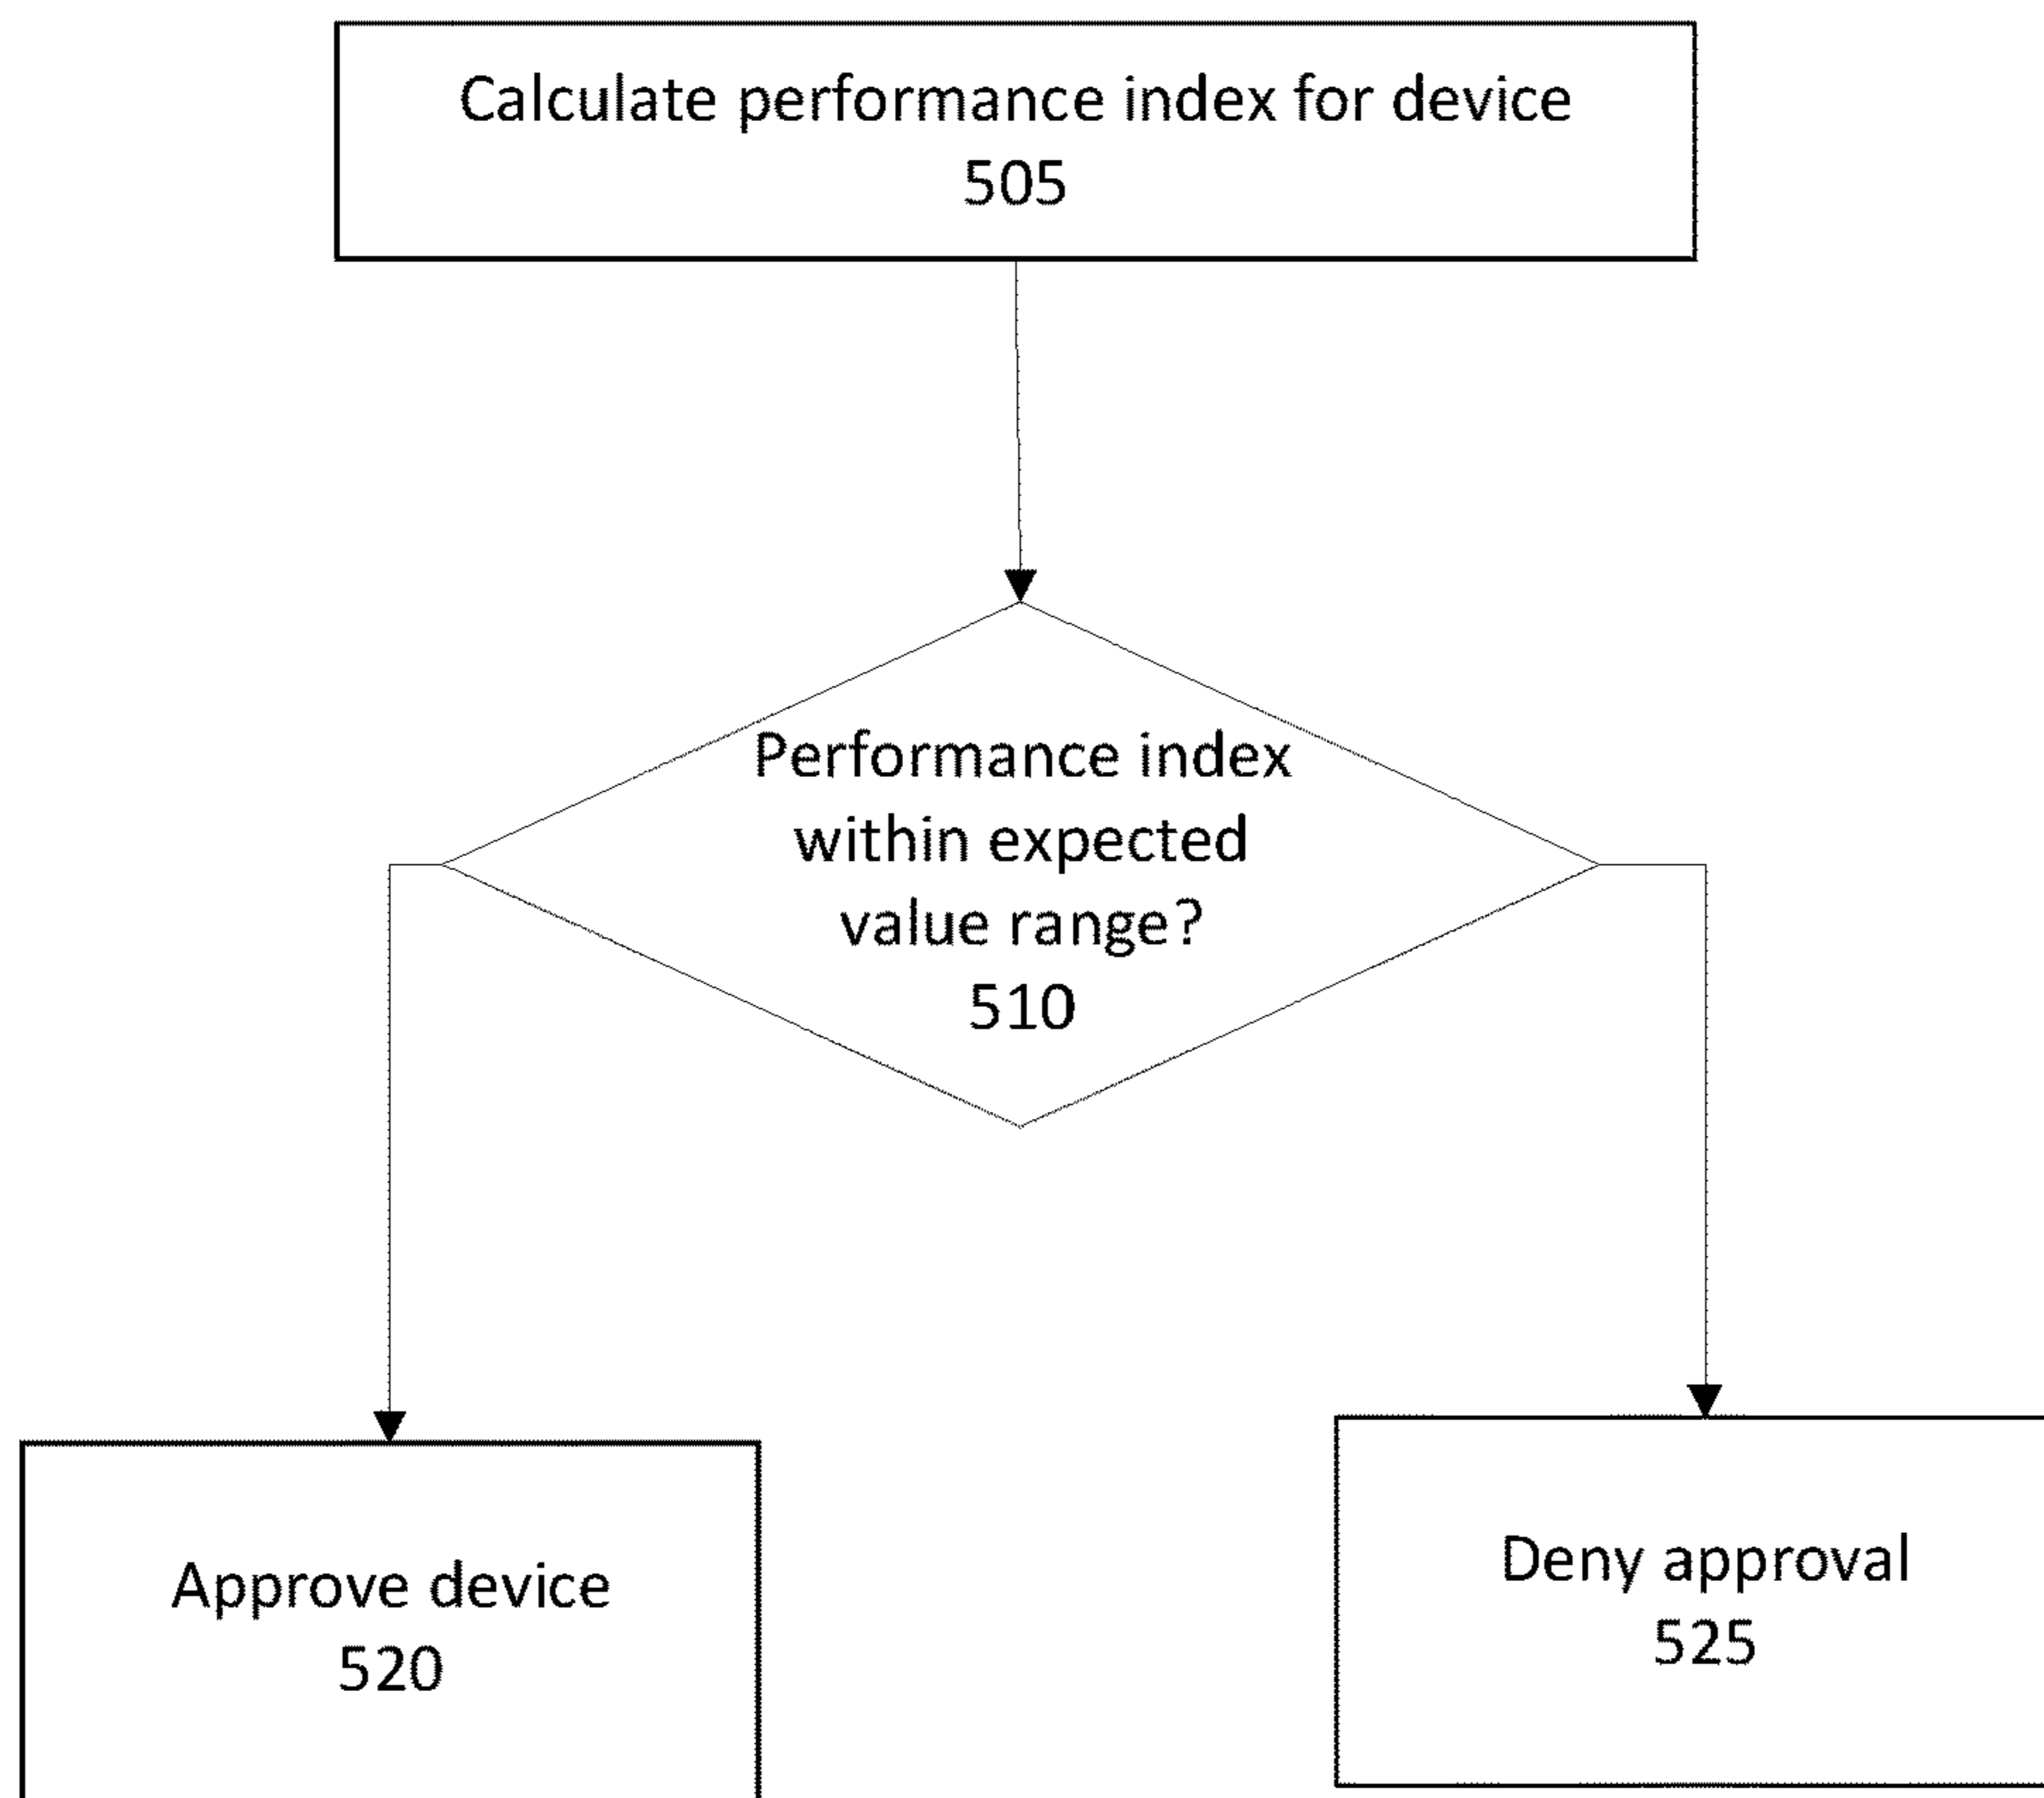 Calculate performance index for device
505
Performance index
within expected
value range?
510
Approve device
520
Deny approval
525